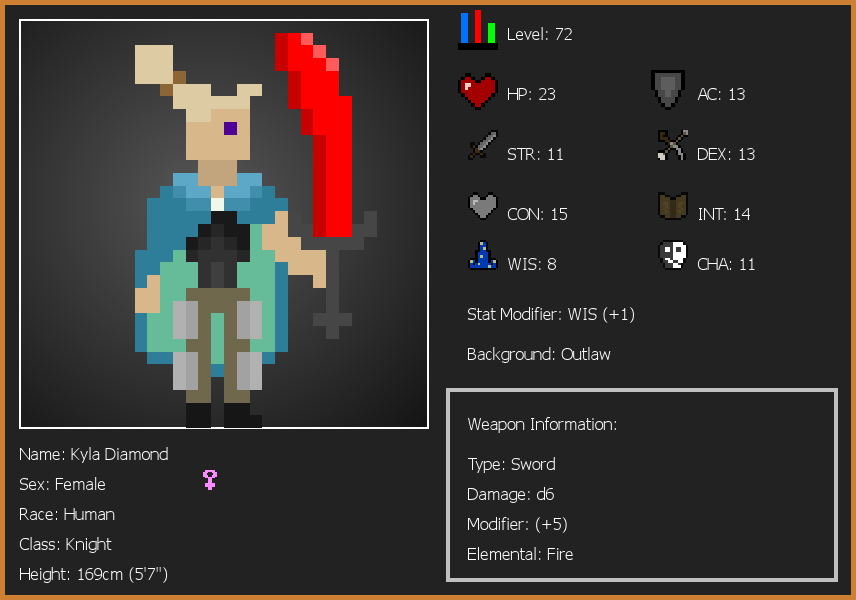 Level: 72
HP: 23
AC: 13
STR: 11
DEX: 13
CON: 15
INT: 14
WIS: 8
CHA: 11
Stat Modifier: WIS (+1)
Background: Outlaw
Weapon Information:
Type: Sword
Damage: d6
Modifier: (+5)
Elemental: Fire
Name: Kyla Diamond
Sex: Female
Race: Human
Class: Knight
Height: 169cm (5'7")